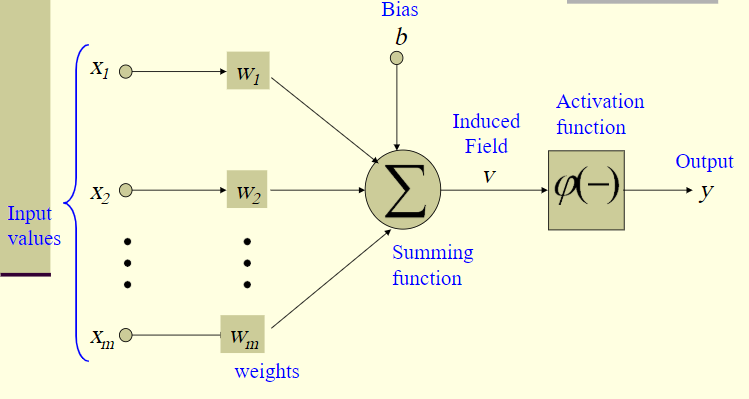 Bias
b
x1
w1
Activation
function
Induced
Field
v
φ(−)
Output
y
x2
w2
∑
Input
values
Summing
function
xm
wm
weights